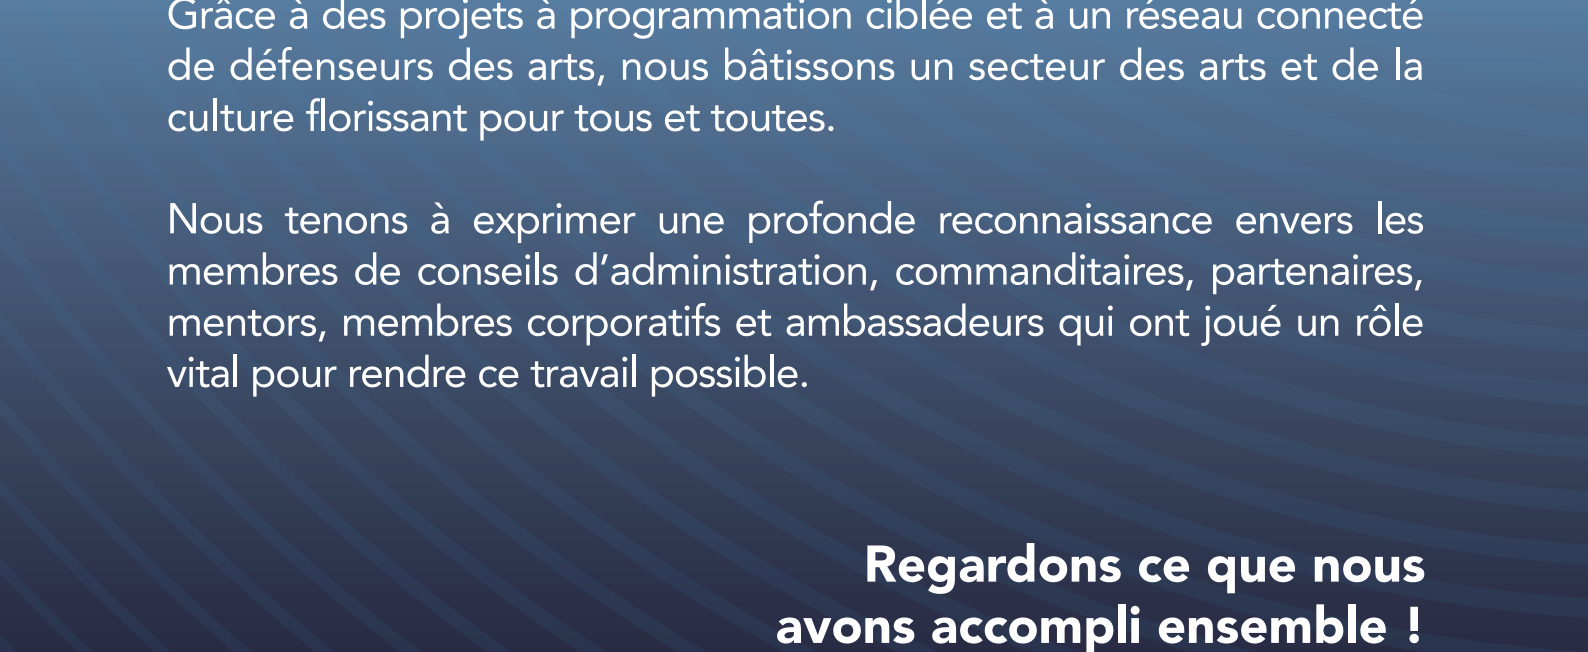 Grâce à des projets à programmation ciblée et à un réseau connecté
de défenseurs des arts, nous bâtissons un secteur des arts et de la
culture florissant pour tous et toutes.
Nous tenons à exprimer une profonde reconnaissance envers les
membres de conseils d’administration, commanditaires, partenaires,
mentors, membres corporatifs et ambassadeurs qui ont joué un rôle
vital pour rendre ce travail possible.
Regardons ce que nous
avons accompli ensemble !